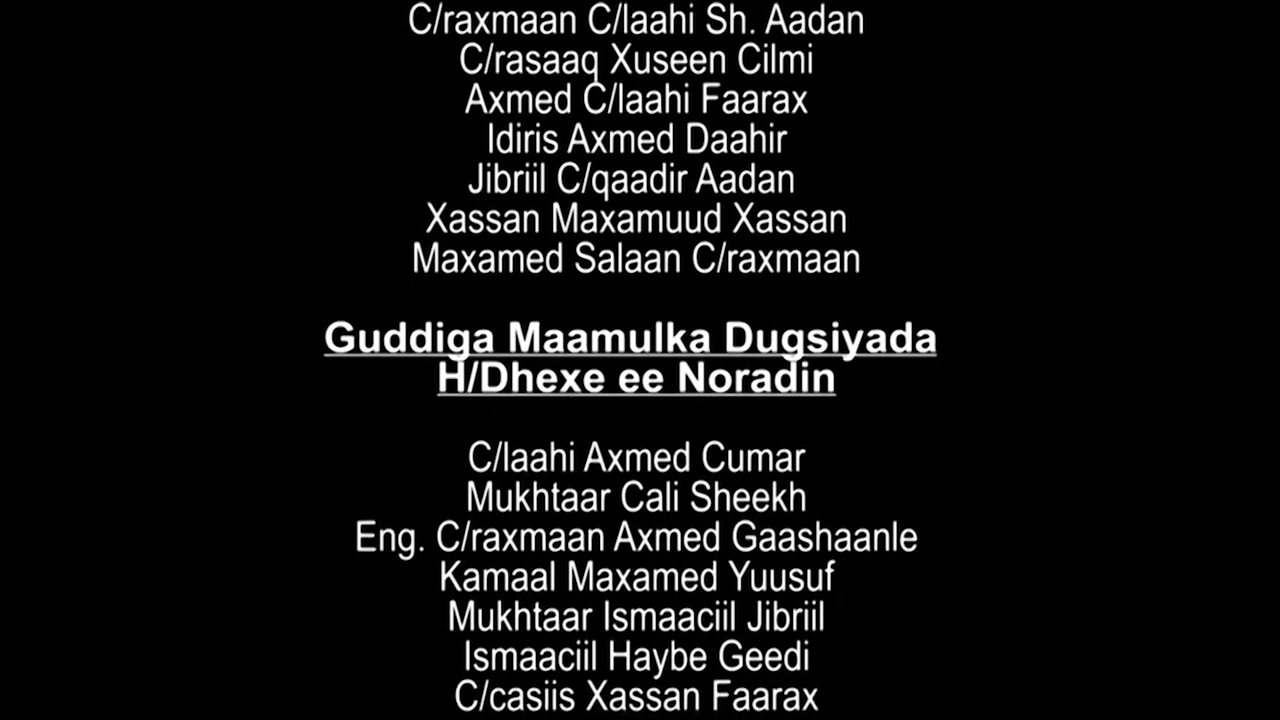 C/raxmaan C/laahi Sh. Aadan
C/rasaaq Xuseen Cilmi
Axmed C/laahi Faarax
Idiris Axmed Daahir
Jibriil C/qaadir Aadan
Xassan Maxamuud Xassan
Maxamed Salaan C/raxmaan
Guddiga Maamulka Dugsiyada
H/Dhexe ee Noradin
C/laahi Axmed Cumar
Mukhtaar Cali Sheekh
Eng. C/raxmaan Axmed Gaashaanle
Kamaal Maxamed Yuusuf
Mukhtaar Ismaaciil Jibriil
Ismaaciil Haybe Geedi
C/casiis Xassan Faarax